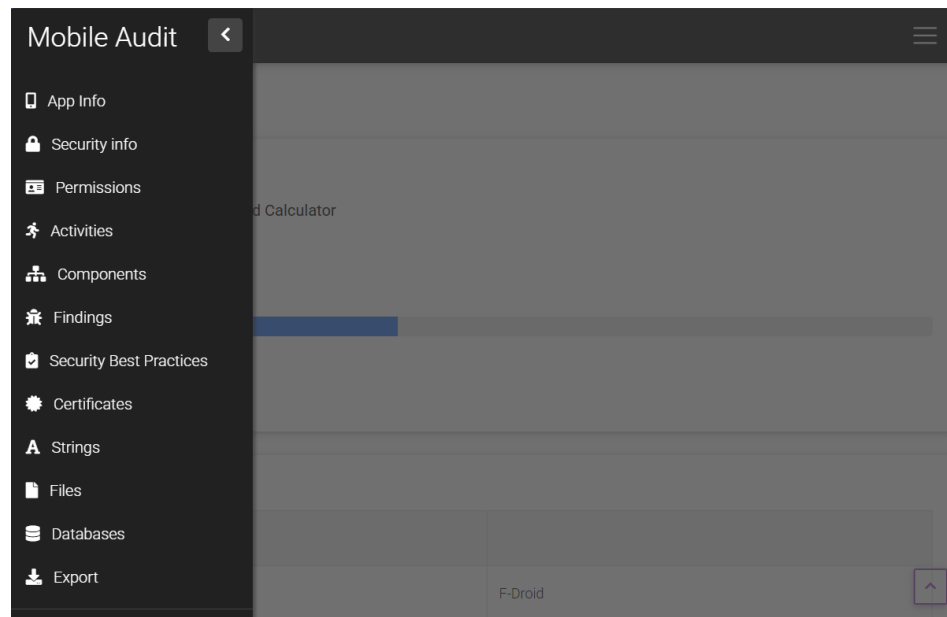 Mobile Audit
App Info
Security info
Permissions
d Calculator
Activities
Components
Findings
Security Best Practices
Certificates
Strings
Files
Databases
Export
F-Droid